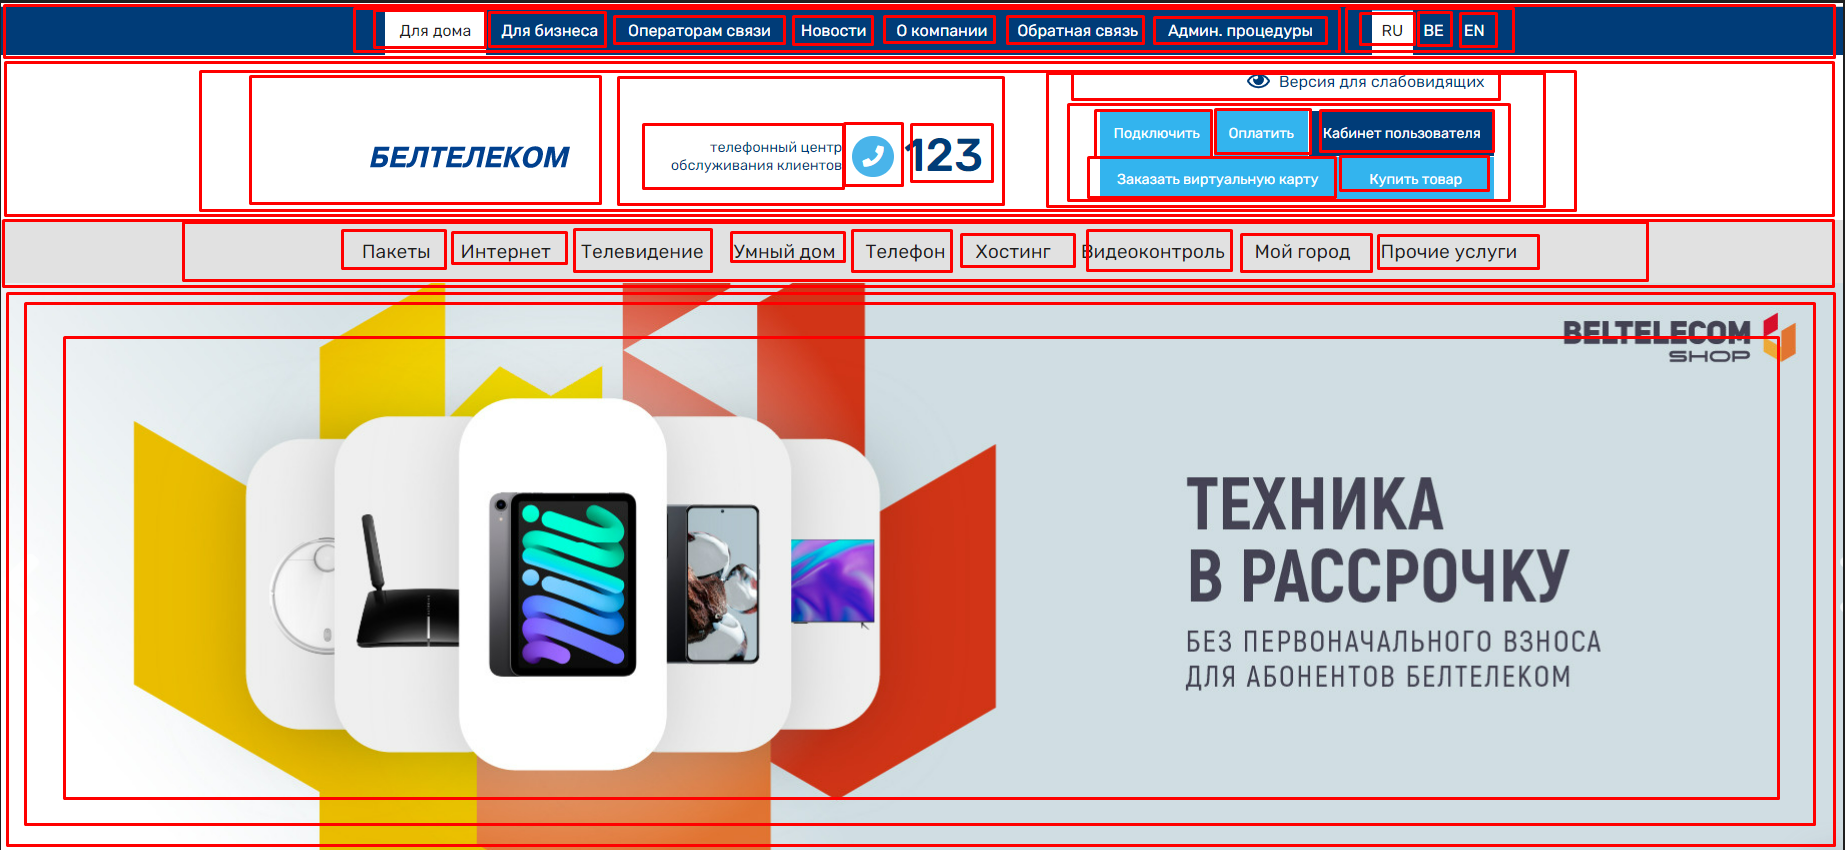 Для дома Для бизнеса Операторам связи Новости О компании Обратная связь Админ. процедуры RU BE EN
Версия для слабовидящих
БЕЛТЕЛЕКОМ
телефонный центр
обслуживания клиентов
123
Подключить Оплатить Кабинет пользователя
Заказать виртуальную карту Купить товар
Пакеты Интернет Телевидение Умный дом Телефон Хостинг Видеоконтроль Мой город Прочие услуги
BELTELECOM
SHOP
ТЕХНИКА
В РАССРОЧКУ
БЕЗ ПЕРВОНАЧАЛЬНОГО ВЗНОСА
ДЛЯ АБОНЕНТОВ БЕЛТЕЛЕКОМ